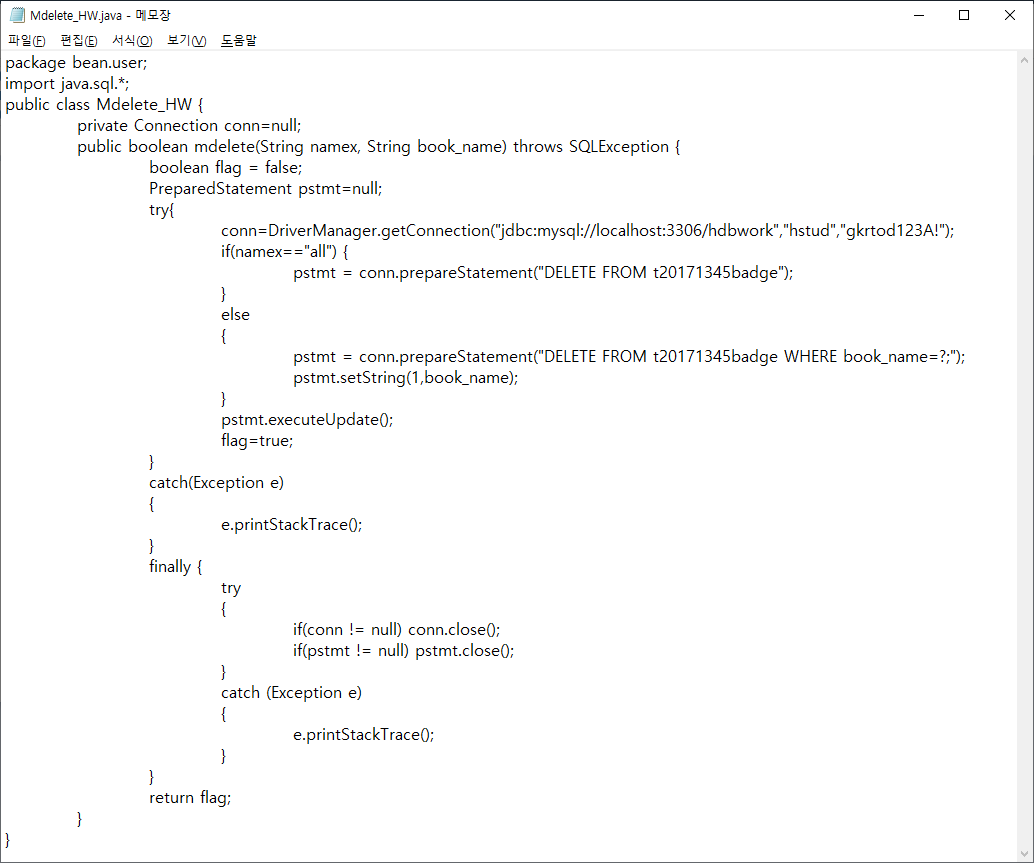 Mdelete_HW.java - 메모장
파일(F) 편집(E) 서식(O) 보기(V) 도움말
package bean.user;
import java.sql.*;
public class Mdelete_HW {
private Connection conn=null;
public boolean mdelete(String namex, String book_name) throws SQLException {
boolean flag = false;
PreparedStatement pstmt=null;
try{
conn=DriverManager.getConnection("jdbc:mysql://localhost:3306/hdbwork","hstud","gkrtod123A!");
if(namex=="all") {
pstmt = conn.prepareStatement("DELETE FROM t20171345badge");
}
else
{
pstmt = conn.prepareStatement("DELETE FROM t20171345badge WHERE book_name=?;");
pstmt.setString(1,book_name);
}
pstmt.executeUpdate();
flag=true;
}
catch(Exception e)
{
e.printStackTrace();
}
finally {
try
{
if(conn != null) conn.close();
if(pstmt != null) pstmt.close();
}
catch (Exception e)
{
e.printStackTrace();
}
}
return flag;
}
}